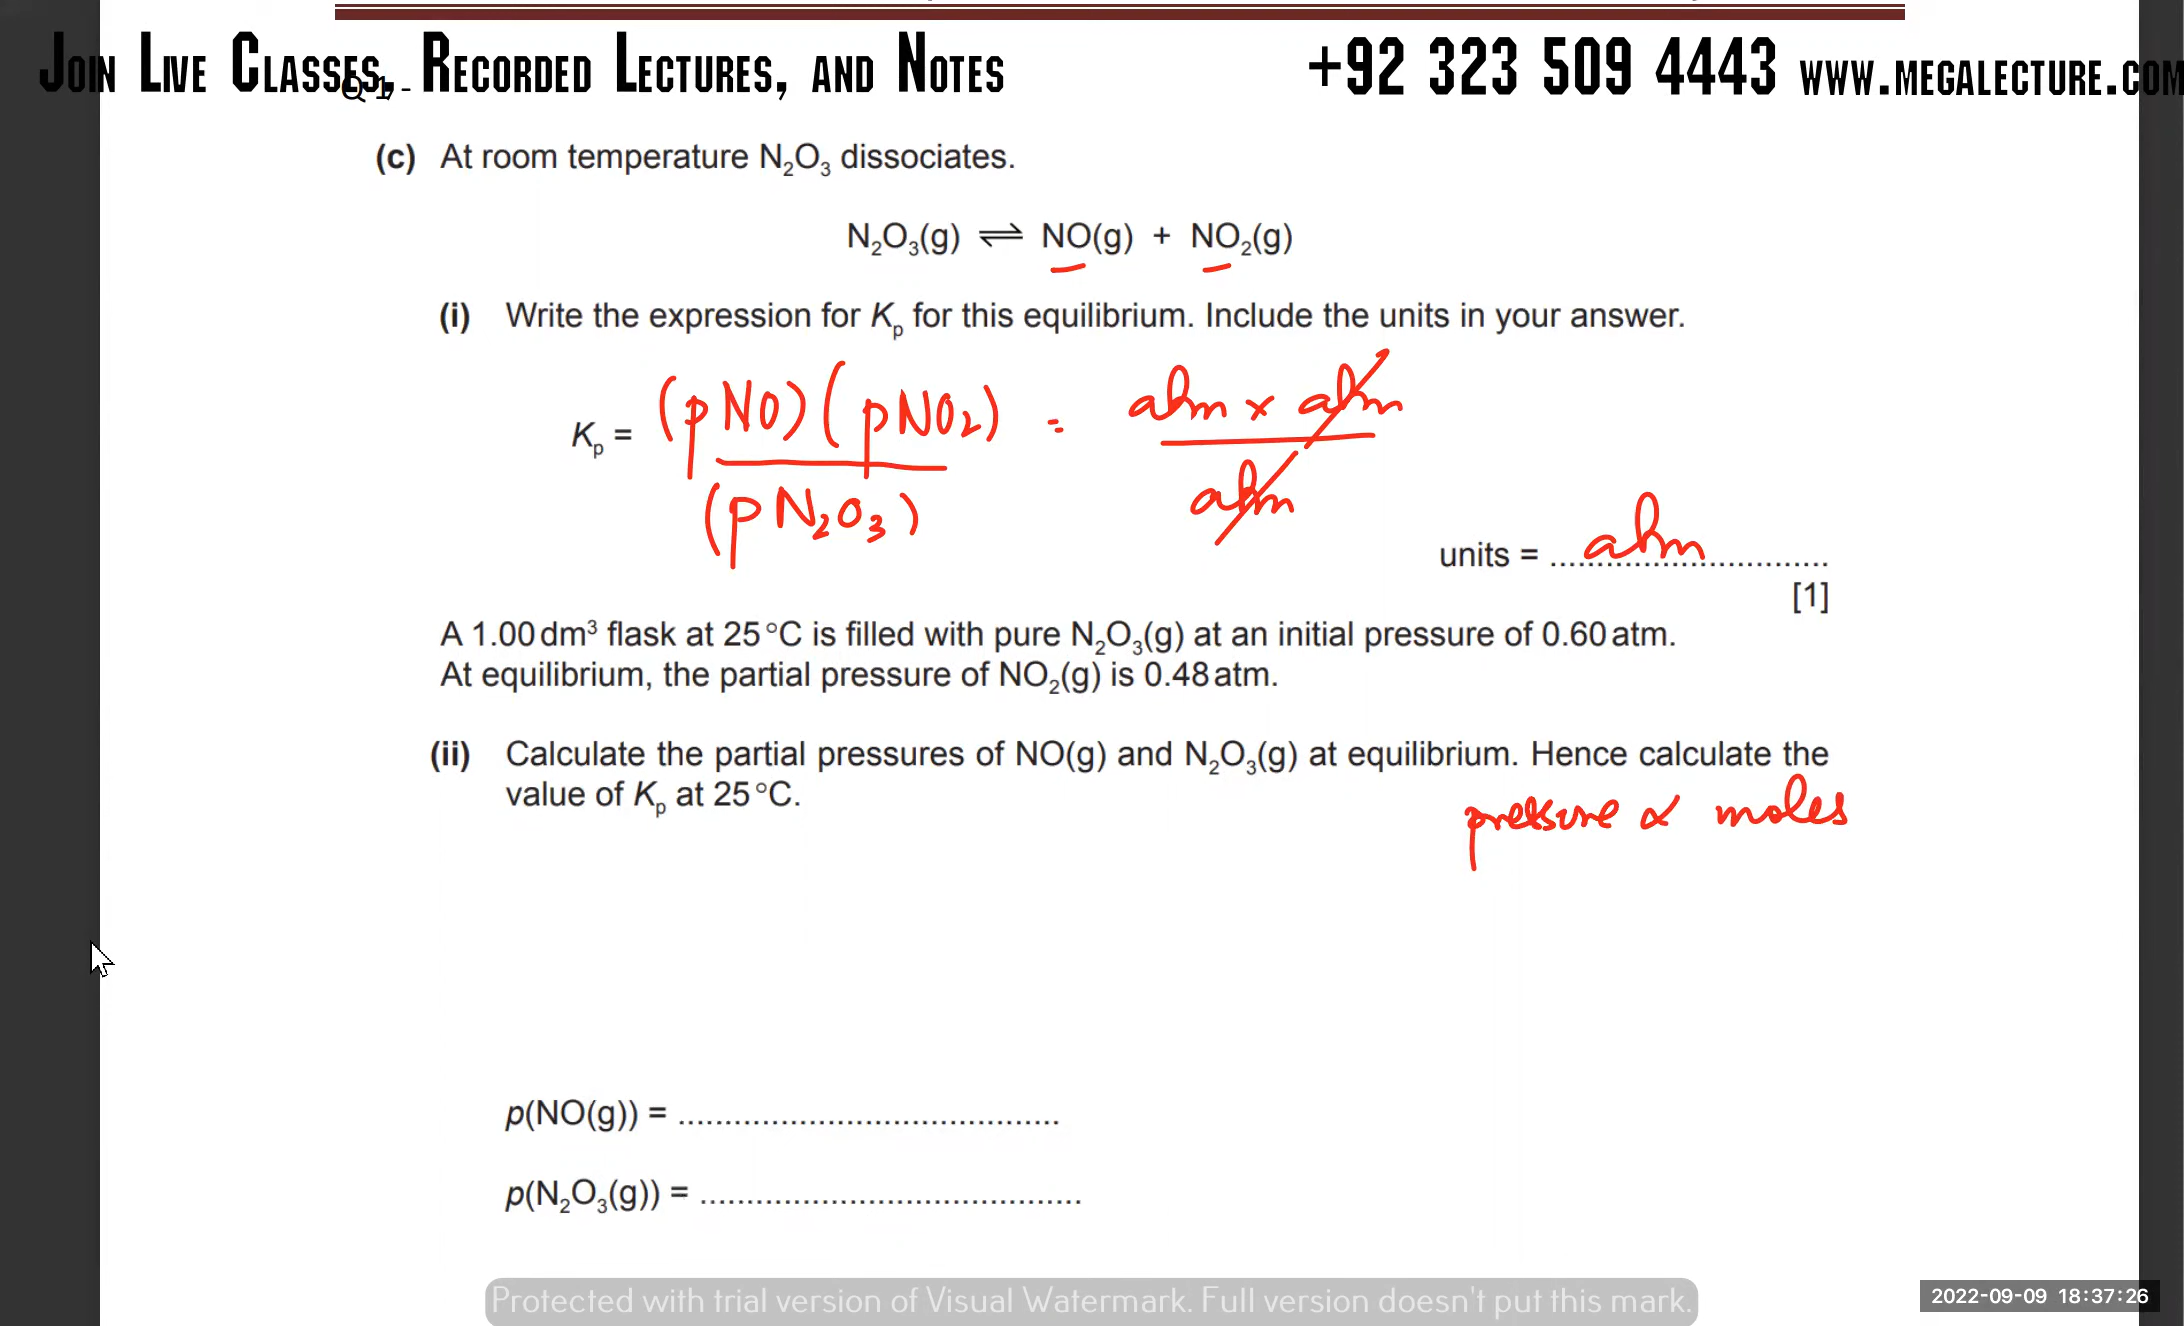 JOIN LIVE CLASSES, RECORDED LECTURES, AND NOTES +92 323 509 4443 WWW.MEGALECTURE.COM
Q 1 -
(c) At room temperature N₂O₃ dissociates.
N₂O₃(g) ⇌ NO(g) + NO₂(g)
(i) Write the expression for Kₚ for this equilibrium. Include the units in your answer.
Kₚ = (pNO)(pNO₂) = atm x atm
(pN₂O₃) atm
units = atm
[1]
A 1.00 dm³ flask at 25 °C is filled with pure N₂O₃(g) at an initial pressure of 0.60 atm.
At equilibrium, the partial pressure of NO₂(g) is 0.48 atm.
(ii) Calculate the partial pressures of NO(g) and N₂O₃(g) at equilibrium. Hence calculate the
value of Kₚ at 25 °C.
pressure ∝ moles
p(NO(g)) = ........................................
p(N₂O₃(g)) = ........................................
Protected with trial version of Visual Watermark. Full version doesn't put this mark.
2022-09-09 18:37:26